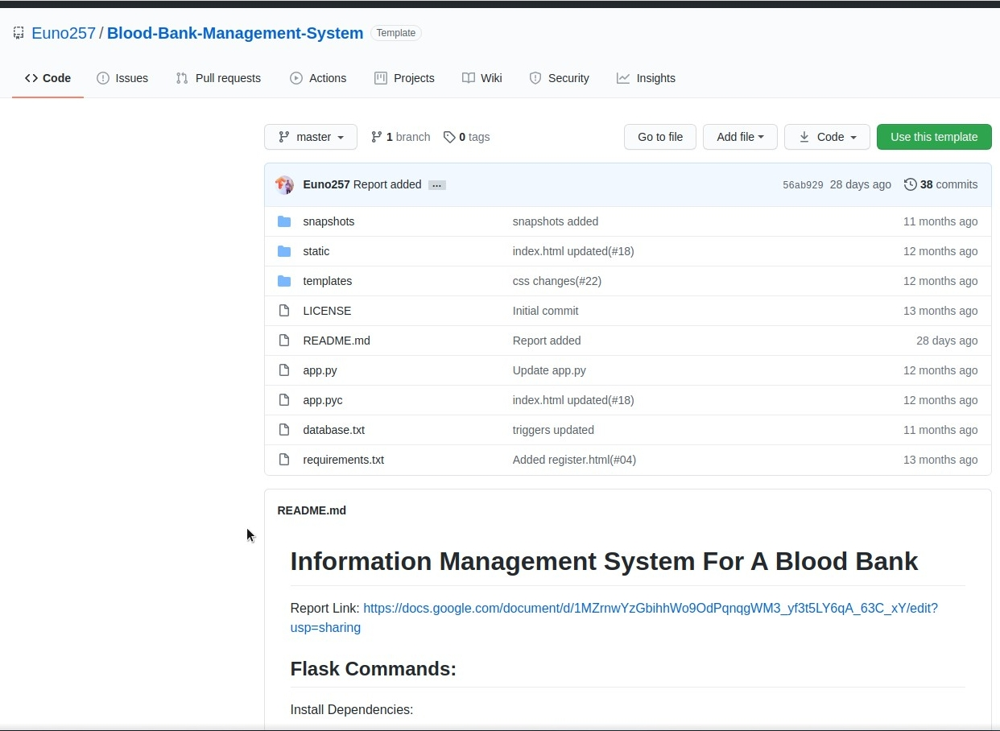 Euno257 / Blood-Bank-Management-System Template
Code Issues Pull requests Actions Projects Wiki Security Insights
master 1 branch 0 tags Go to file Add file Code Use this template
Euno257 Report added ... 56ab929 28 days ago 38 commits
snapshots snapshots added 11 months ago
static index.html updated(#18) 12 months ago
templates css changes(#22) 12 months ago
LICENSE Initial commit 13 months ago
README.md Report added 28 days ago
app.py Update app.py 12 months ago
app.pyc index.html updated(#18) 12 months ago
database.txt triggers updated 11 months ago
requirements.txt Added register.html(#04) 13 months ago
README.md
Information Management System For A Blood Bank
Report Link: https://docs.google.com/document/d/1MZrnwYzGbihhWo9OdPqnqgWM3_yf3t5LY6qA_63C_xY/edit?
usp=sharing
Flask Commands:
Install Dependencies: